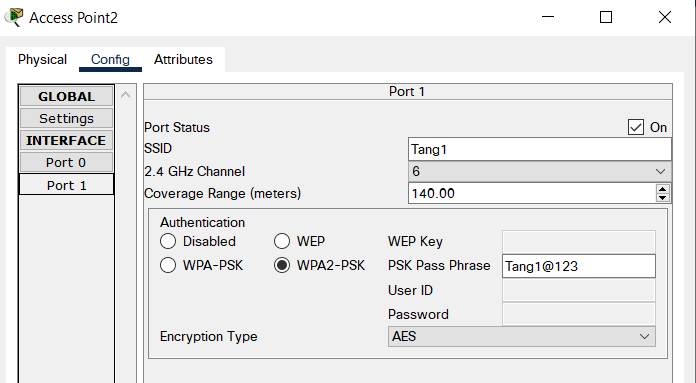 Access Point2
Physical Config Attributes
GLOBAL
Settings
INTERFACE
Port 0
Port 1
Port 1
Port Status On
SSID Tang1
2.4 GHz Channel 6
Coverage Range (meters) 140.00
Authentication
Disabled WEP WEP Key
WPA-PSK WPA2-PSK PSK Pass Phrase Tang1@123
User ID
Password
Encryption Type AES